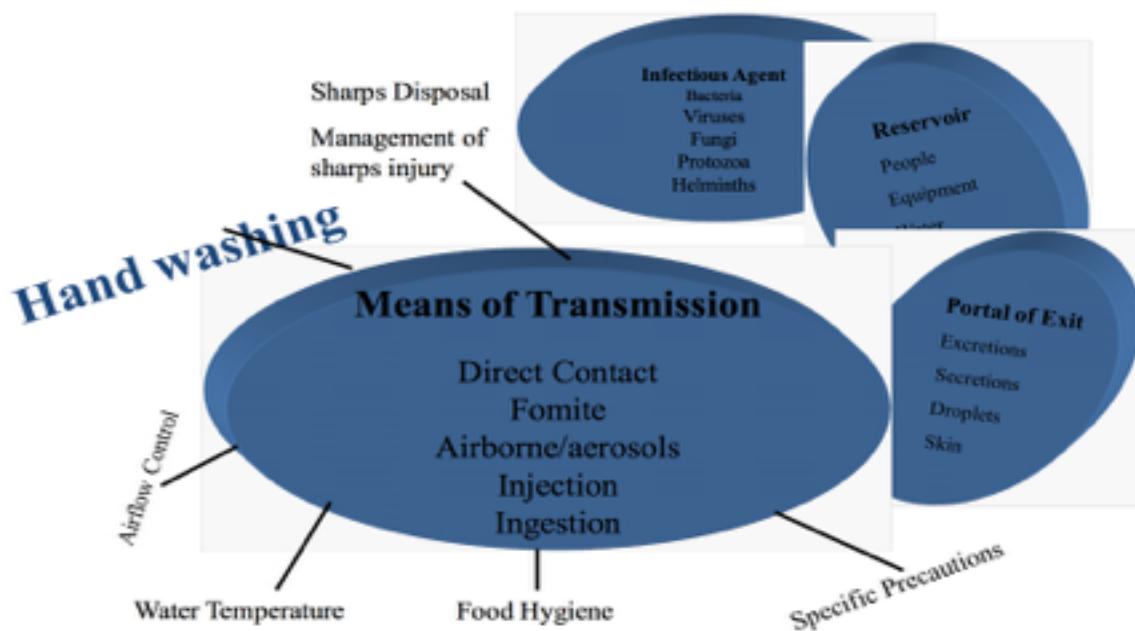 Infectious Agent
Bacteria
Viruses
Fungi
Protozoa
Helminths
Reservoir
People
Equipment
Water
Portal of Exit
Excretions
Secretions
Droplets
Skin
Sharps Disposal
Management of
sharps injury
Hand washing
Means of Transmission
Direct Contact
Fomite
Airborne/aerosols
Injection
Ingestion
Airflow Control
Water Temperature
Food Hygiene
Specific Precautions